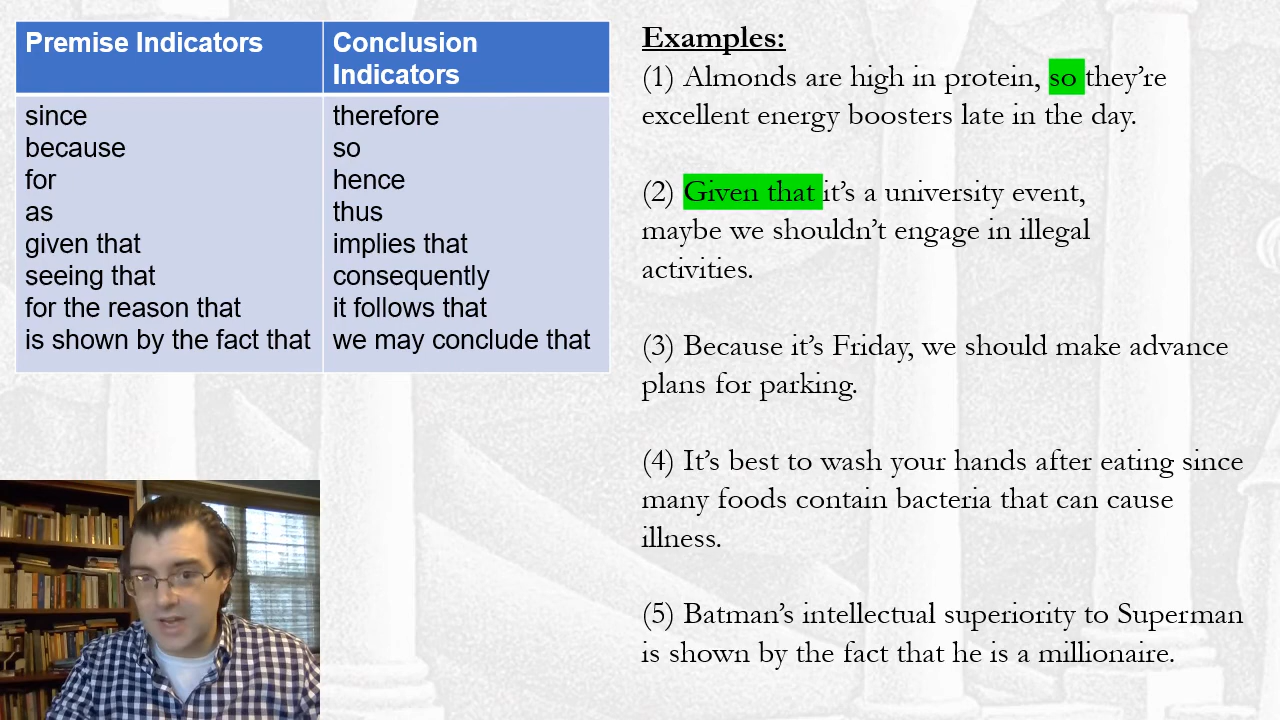 Premise Indicators
Conclusion
Indicators
since
because
for
as
given that
seeing that
for the reason that
is shown by the fact that
therefore
so
hence
thus
implies that
consequently
it follows that
we may conclude that
Examples:
(1) Almonds are high in protein, so they’re
excellent energy boosters late in the day.
(2) Given that it’s a university event,
maybe we shouldn’t engage in illegal
activities.
(3) Because it’s Friday, we should make advance
plans for parking.
(4) It’s best to wash your hands after eating since
many foods contain bacteria that can cause
illness.
(5) Batman’s intellectual superiority to Superman
is shown by the fact that he is a millionaire.